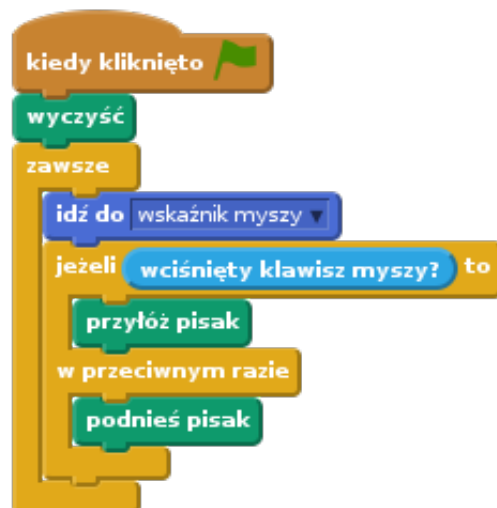 kiedy kliknięto
wyczyść
zawsze
idź do wskaźnik myszy
jeżeli wciśnięty klawisz myszy? to
przyłóż pisak
w przeciwnym razie
podnieś pisak